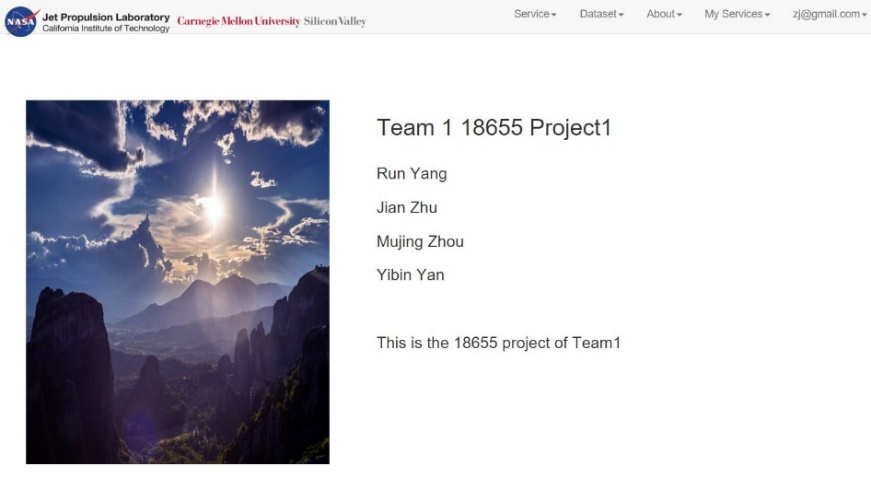 NASA
Jet Propulsion Laboratory
California Institute of Technology
Carnegie Mellon University Silicon Valley
Service
Dataset
About
My Services
zj@gmail.com
Team 1 18655 Project1
Run Yang
Jian Zhu
Mujing Zhou
Yibin Yan
This is the 18655 project of Team1